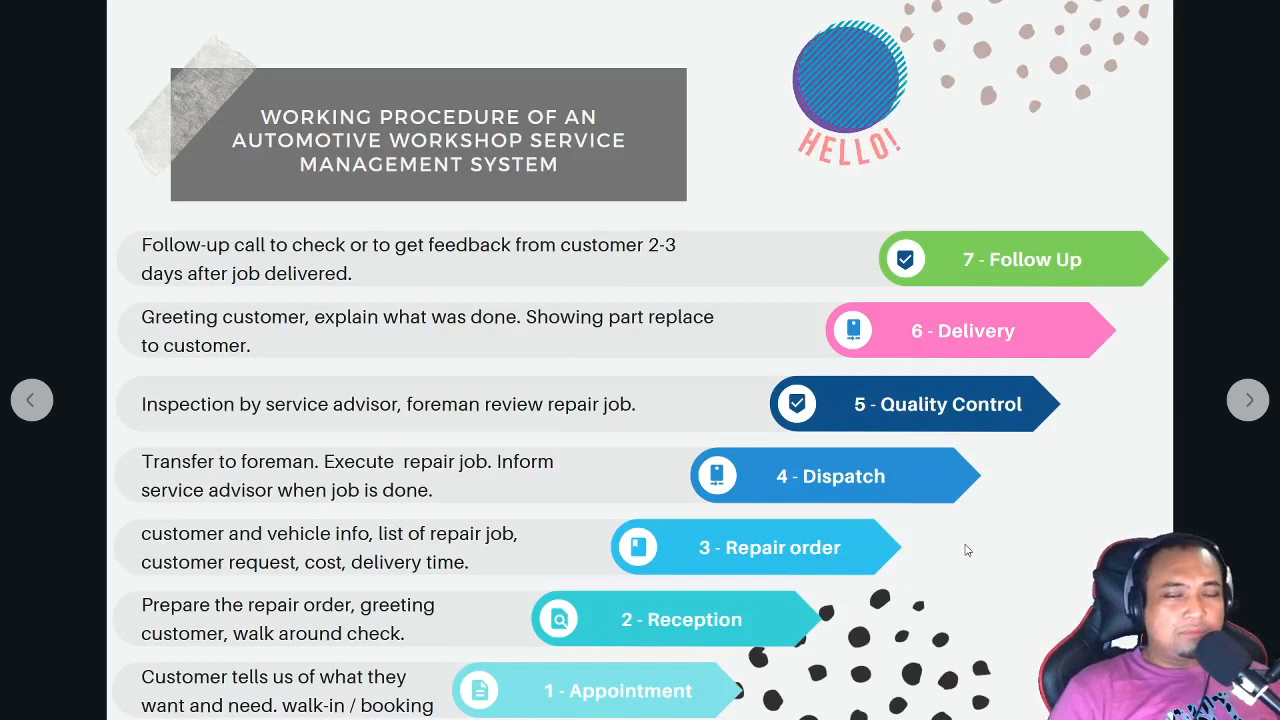 WORKING PROCEDURE OF AN
AUTOMOTIVE WORKSHOP SERVICE
MANAGEMENT SYSTEM
HELLO!
Follow-up call to check or to get feedback from customer 2-3
days after job delivered.
7 - Follow Up
Greeting customer, explain what was done. Showing part replace
to customer.
6 - Delivery
Inspection by service advisor, foreman review repair job.
5 - Quality Control
Transfer to foreman. Execute repair job. Inform
service advisor when job is done.
4 - Dispatch
customer and vehicle info, list of repair job,
customer request, cost, delivery time.
3 - Repair order
Prepare the repair order, greeting
customer, walk around check.
2 - Reception
Customer tells us of what they
want and need. walk-in / booking
1 - Appointment